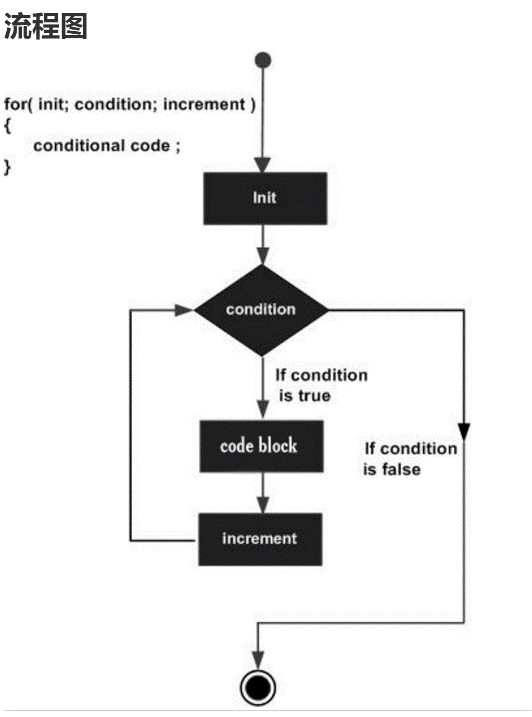 流程图
for( init; condition; increment )
{
conditional code ;
}
Init
condition
If condition
is true
code block
If condition
is false
increment